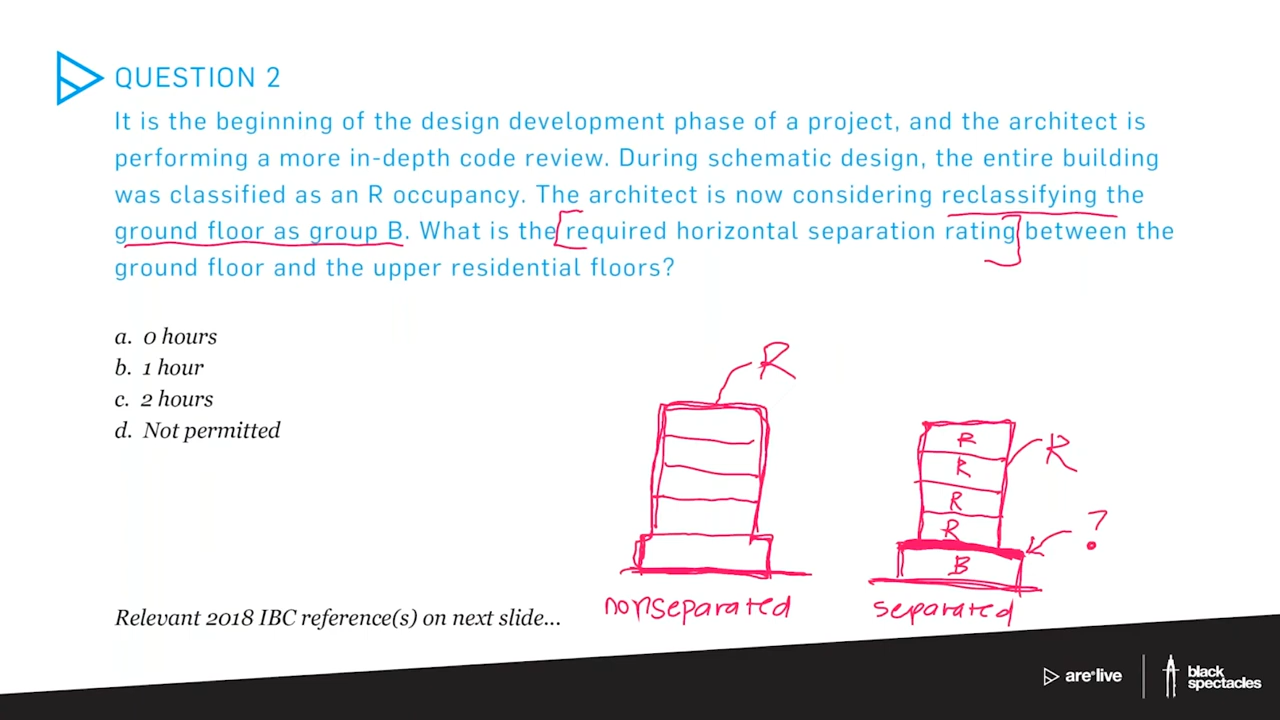 QUESTION 2
It is the beginning of the design development phase of a project, and the architect is
performing a more in-depth code review. During schematic design, the entire building
was classified as an R occupancy. The architect is now considering reclassifying the
ground floor as group B. What is the required horizontal separation rating between the
ground floor and the upper residential floors?
a. 0 hours
b. 1 hour
c. 2 hours
d. Not permitted
R
R
R
R
R
R
?
B
nonseparated
separated
Relevant 2018 IBC reference(s) on next slide...
are live
black
spectacles